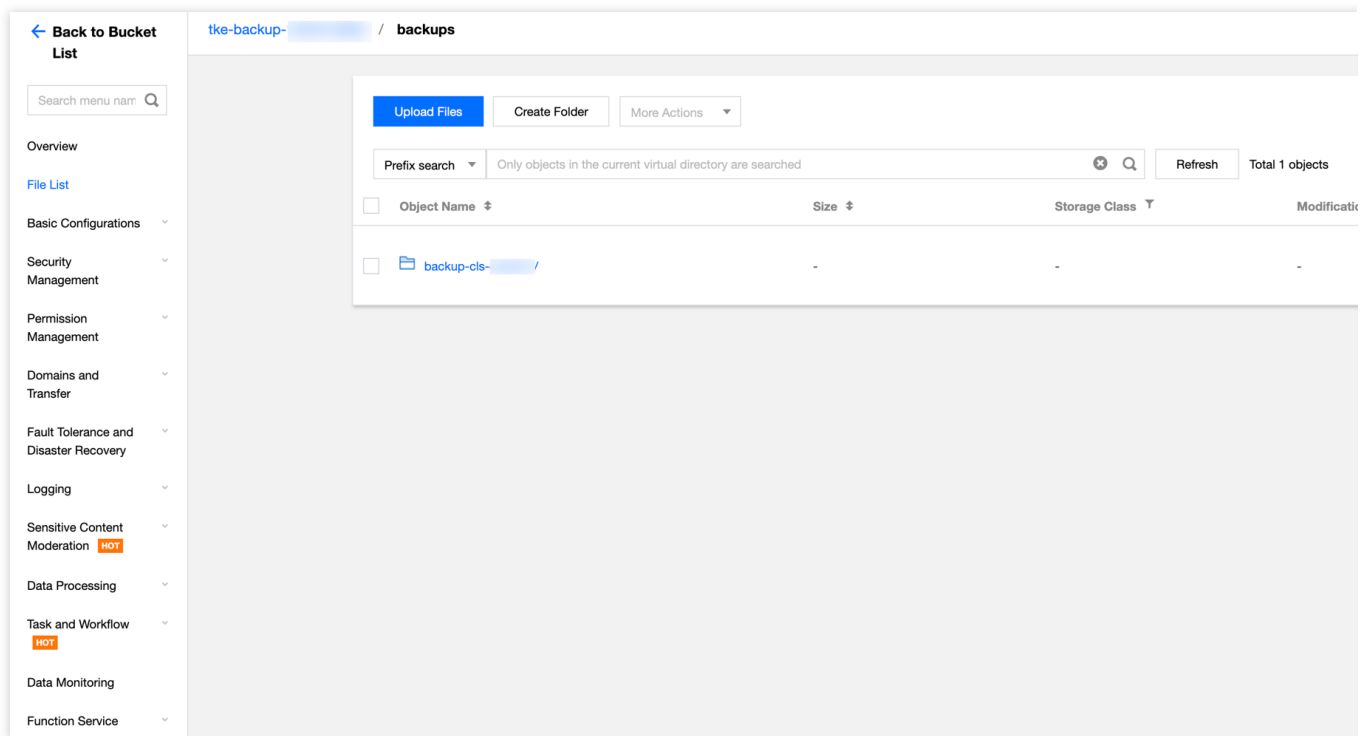 Back to Bucket
List
tke-backup- / backups
Search menu nam
Overview
File List
Basic Configurations
Security
Management
Permission
Management
Domains and
Transfer
Fault Tolerance and
Disaster Recovery
Logging
Sensitive Content
Moderation HOT
Data Processing
Task and Workflow
HOT
Data Monitoring
Function Service
Upload Files Create Folder More Actions
Prefix search Only objects in the current virtual directory are searched Refresh Total 1 objects
Object Name Size Storage Class Modificatio
backup-cls- / - - -